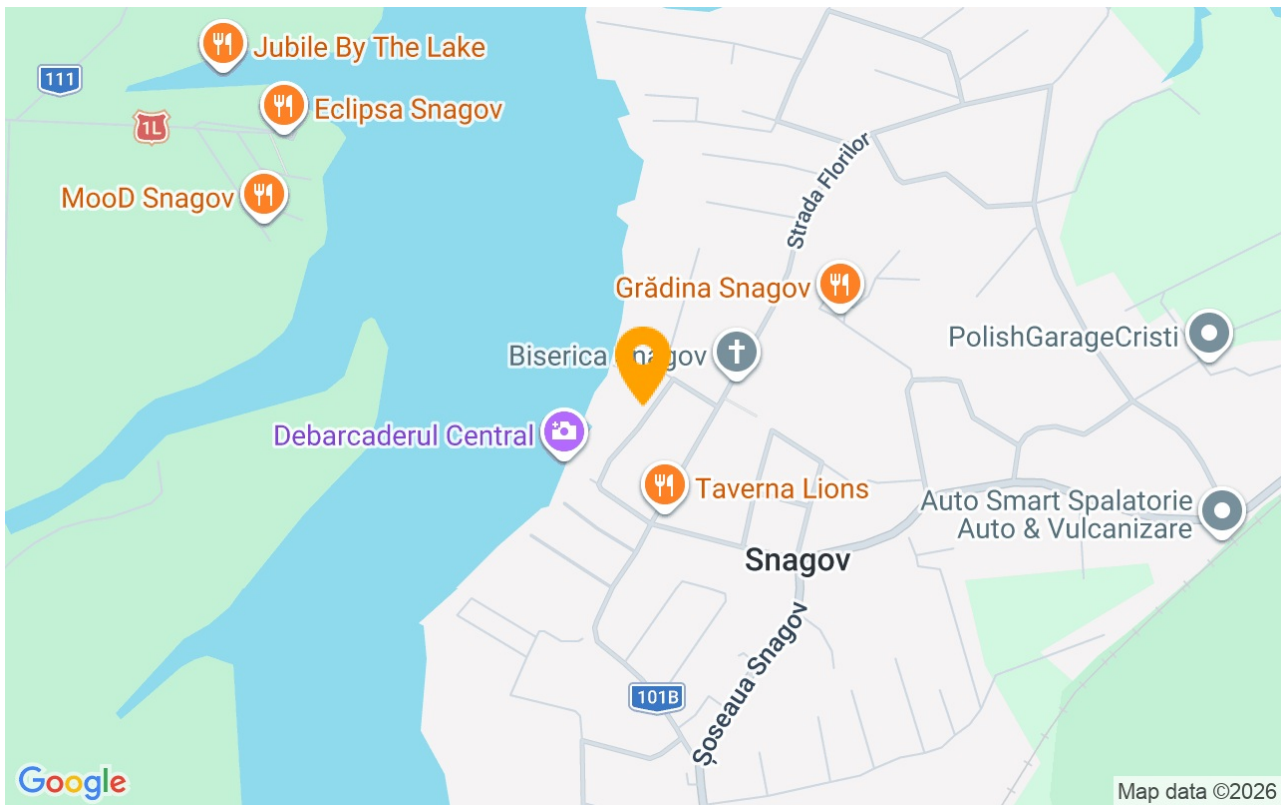 Jubile By The Lake
111
Eclipsa Snagov
1L
MooD Snagov
Strada Florilor
Grădina Snagov
PolishGarageCristi
Biserica Snagov
Debarcaderul Central
Taverna Lions
Auto Smart Spalatorie
Auto & Vulcanizare
Snagov
Șoseaua Snagov
101B
Google
Map data ©2026